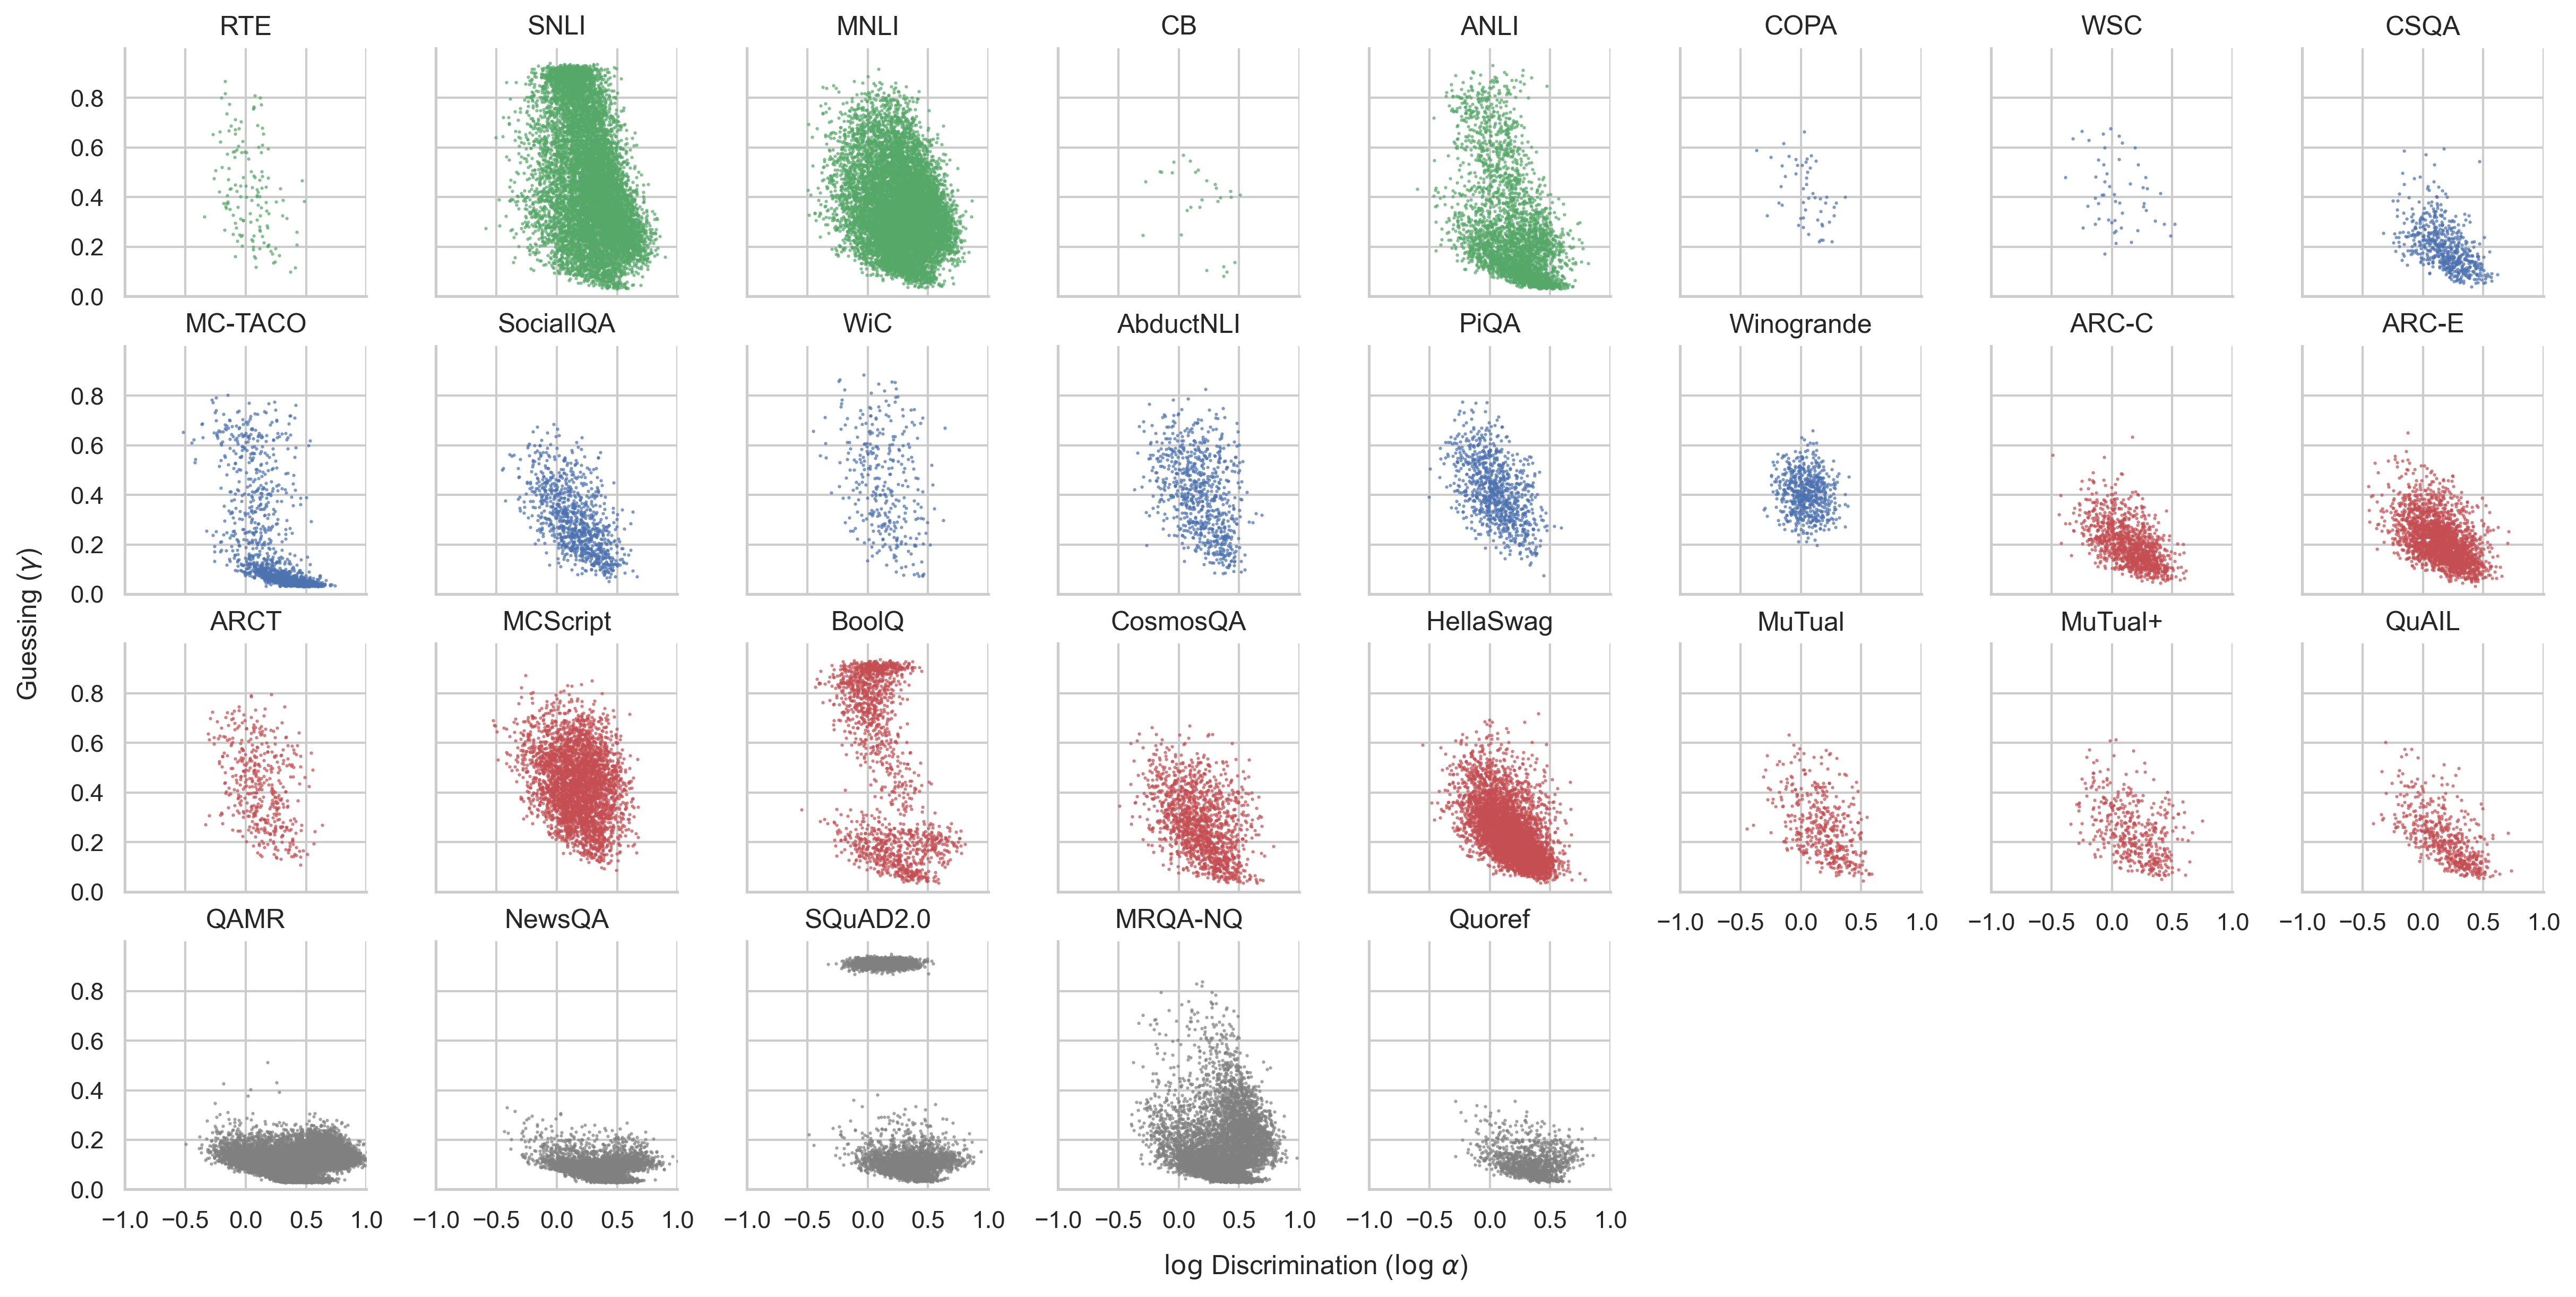 RTE SNLI MNLI CB ANLI COPA WSC CSQA
0.8
0.6
0.4
0.2
0.0
MC-TACO SocialIQA WiC AbductNLI PiQA Winogrande ARC-C ARC-E
0.8
0.6
0.4
0.2
0.0
ARCT MCScript BoolQ CosmosQA HellaSwag MuTual MuTual+ QuAIL
0.8
0.6
0.4
0.2
0.0
−1.0 −0.5 0.0 0.5 1.0 −1.0 −0.5 0.0 0.5 1.0 −1.0 −0.5 0.0 0.5 1.0
QAMR NewsQA SQuAD2.0 MRQA-NQ Quoref
0.8
0.6
0.4
0.2
0.0
−1.0 −0.5 0.0 0.5 1.0 −1.0 −0.5 0.0 0.5 1.0 −1.0 −0.5 0.0 0.5 1.0 −1.0 −0.5 0.0 0.5 1.0 −1.0 −0.5 0.0 0.5 1.0
Guessing (γ)
log Discrimination (log α)